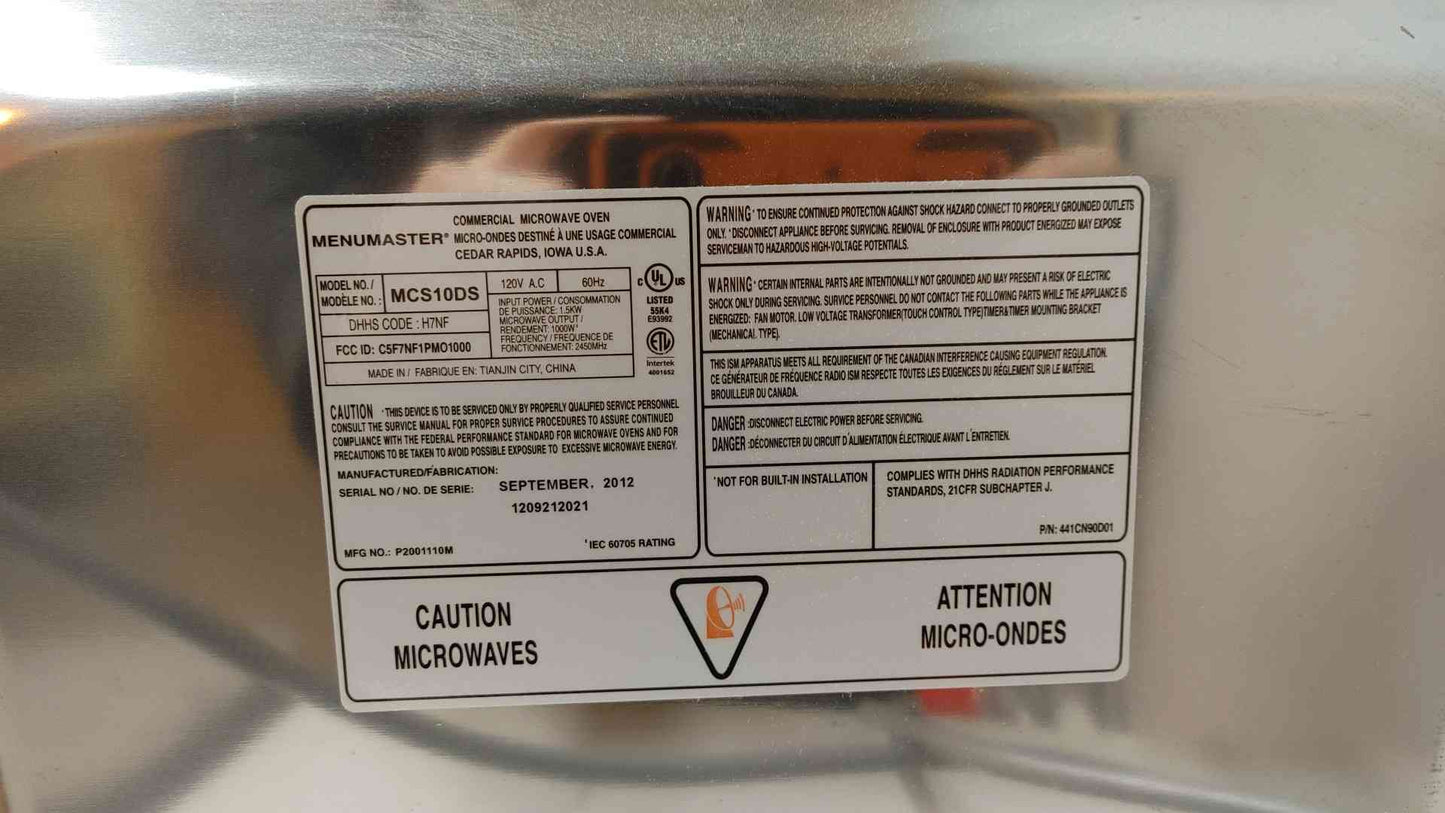 COMMERCIAL MICROWAVE OVEN
MENUMASTER® MICRO-ONDES DESTINÉ À UNE USAGE COMMERCIAL
CEDAR RAPIDS, IOWA U.S.A.
MODEL NO. /
MODÈLE NO. :
MCS10DS
120V A.C
60Hz
DHHS CODE : H7NF
FCC ID: C5F7NF1PMO1000
INPUT POWER / CONSOMMATION
DE PUISSANCE: 1.5KW
MICROWAVE OUTPUT /
RENDEMENT: 1000W*
FREQUENCY / FREQUENCE DE
FONCTIONNEMENT: 2450MHz
MADE IN / FABRIQUE EN: TIANJIN CITY, CHINA
C UL US
LISTED
55K4
E93992
ETL
Intertek
4001652
CAUTION *THIS DEVICE IS TO BE SERVICED ONLY BY PROPERLY QUALIFIED SERVICE PERSONNEL
CONSULT THE SURVICE MANUAL FOR PROPER SERVICE PROCEDURES TO ASSURE CONTINUED
COMPLIANCE WITH THE FEDERAL PERFORMANCE STANDARD FOR MICROWAVE OVENS AND FOR
PRECAUTIONS TO BE TAKEN TO AVOID POSSIBLE EXPOSURE TO EXCESSIVE MICROWAVE ENERGY.
MANUFACTURED/FABRICATION:
SERIAL NO / NO. DE SERIE:
SEPTEMBER, 2012
1209212021
MFG NO.: P2001110M
*IEC 60705 RATING
WARNING * TO ENSURE CONTINUED PROTECTION AGAINST SHOCK HAZARD CONNECT TO PROPERLY GROUNDED OUTLETS
ONLY. *DISCONNECT APPLIANCE BEFORE SURVICING. REMOVAL OF ENCLOSURE WITH PRODUCT ENERGIZED MAY EXPOSE
SERVICEMAN TO HAZARDOUS HIGH-VOLTAGE POTENTIALS.
WARNING * CERTAIN INTERNAL PARTS ARE INTENTIONALLY NOT GROUNDED AND MAY PRESENT A RISK OF ELECTRIC
SHOCK ONLY DURING SERVICING. SURVICE PERSONNEL DO NOT CONTACT THE FOLLOWING PARTS WHILE THE APPLIANCE IS
ENERGIZED: FAN MOTOR. LOW VOLTAGE TRANSFORMER(TOUCH CONTROL TYPE)TIMER&TIMER MOUNTING BRACKET
(MECHANICAL TYPE).
THIS ISM APPARATUS MEETS ALL REQUIREMENT OF THE CANADIAN INTERFERENCE CAUSING EQUIPMENT REGULATION.
CE GÉNÉRATEUR DE FRÉQUENCE RADIO ISM RESPECTE TOUTES LES EXIGENCES DU RÉGLEMENT SUR LE MATÉRIEL
BROUILLEUR DU CANADA.
DANGER :DISCONNECT ELECTRIC POWER BEFORE SERVICING.
DANGER :DÉCONNECTER DU CIRCUIT D'ALIMENTATION ÉLECTRIQUE AVANT L'ENTRETIEN.
*NOT FOR BUILT-IN INSTALLATION
COMPLIES WITH DHHS RADIATION PERFORMANCE
STANDARDS, 21CFR SUBCHAPTER J.
P/N: 441CN90D01
CAUTION
MICROWAVES
ATTENTION
MICRO-ONDES